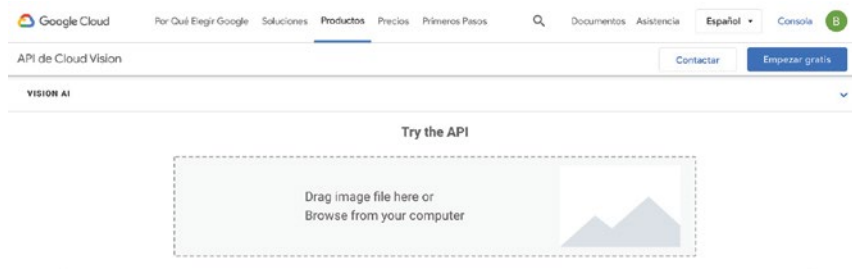 Google Cloud Por Qué Elegir Google Soluciones Productos Precios Primeros Pasos Documentos Asistencia Español Consola B
API de Cloud Vision Contactar Empezar gratis
VISION AI
Try the API
Drag image file here or
Browse from your computer